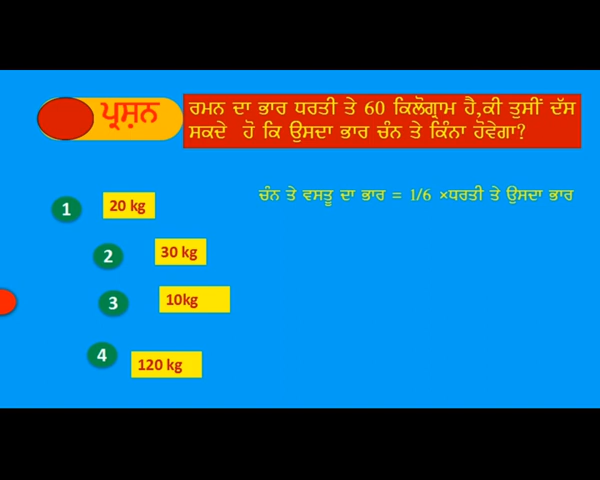 ਪ੍ਰਸ਼ਨ
ਰਮਨ ਦਾ ਭਾਰ ਧਰਤੀ ਤੇ 60 ਕਿਲੋਗ੍ਰਾਮ ਹੈ,ਕੀ ਤੁਸੀਂ ਦੱਸ
ਸਕਦੇ ਹੋ ਕਿ ਉਸਦਾ ਭਾਰ ਚੰਨ ਤੇ ਕਿੰਨਾ ਹੋਵੇਗਾ?
ਚੰਨ ਤੇ ਵਸਤੂ ਦਾ ਭਾਰ = 1/6 ×ਧਰਤੀ ਤੇ ਉਸਦਾ ਭਾਰ
1 20 kg
2 30 kg
3 10kg
4 120 kg